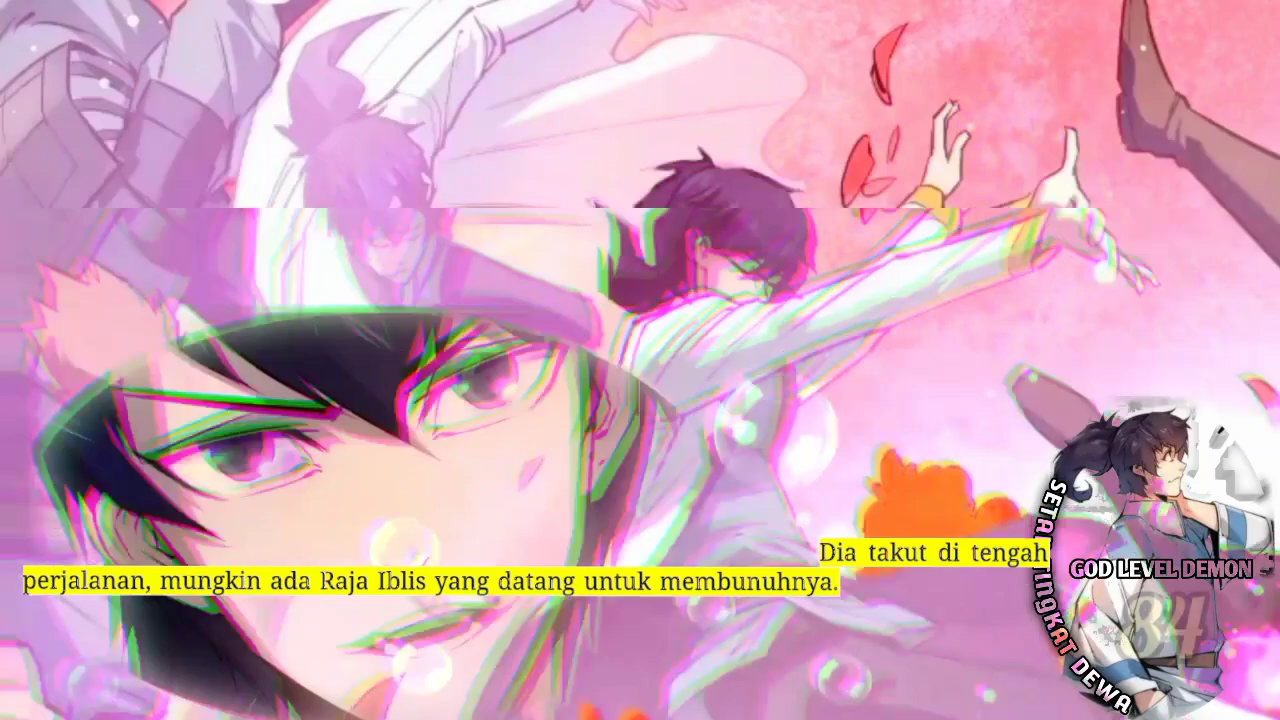 Dia takut di tengah
perjalanan, mungkin ada Raja Iblis yang datang untuk membunuhnya.
SETAN TINGKAT DEWA
GOD LEVEL DEMON
84